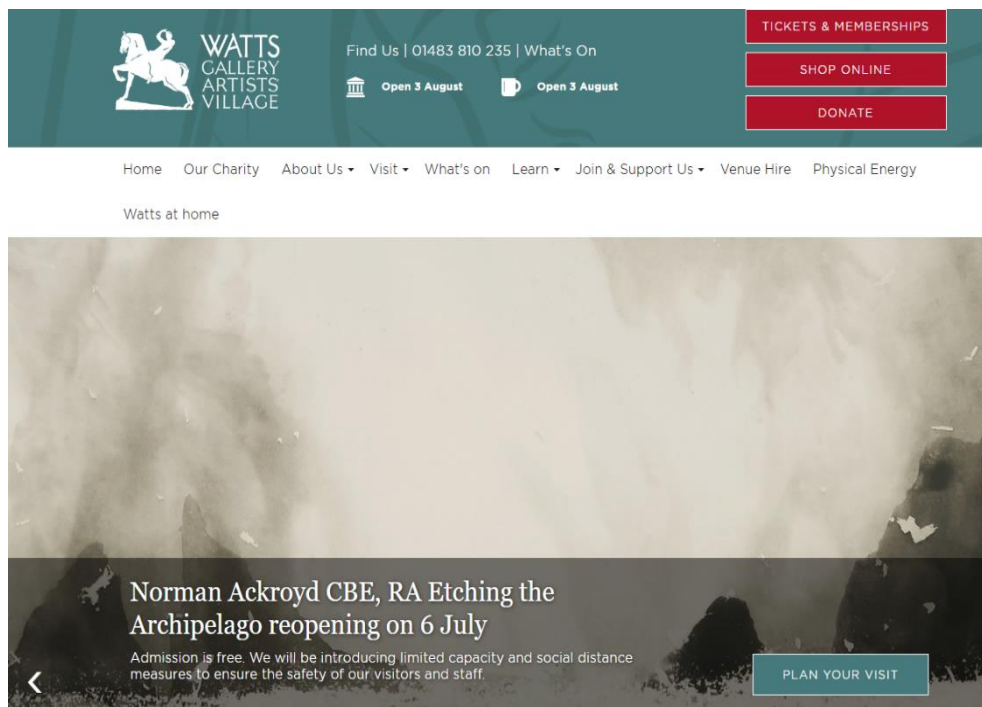 WATTS
GALLERY
ARTISTS
VILLAGE
Find Us | 01483 810 235 | What's On
Open 3 August
Open 3 August
TICKETS & MEMBERSHIPS
SHOP ONLINE
DONATE
Home Our Charity About Us Visit What's on Learn Join & Support Us Venue Hire Physical Energy
Watts at home
Norman Ackroyd CBE, RA Etching the
Archipelago reopening on 6 July
Admission is free. We will be introducing limited capacity and social distance
measures to ensure the safety of our visitors and staff.
PLAN YOUR VISIT